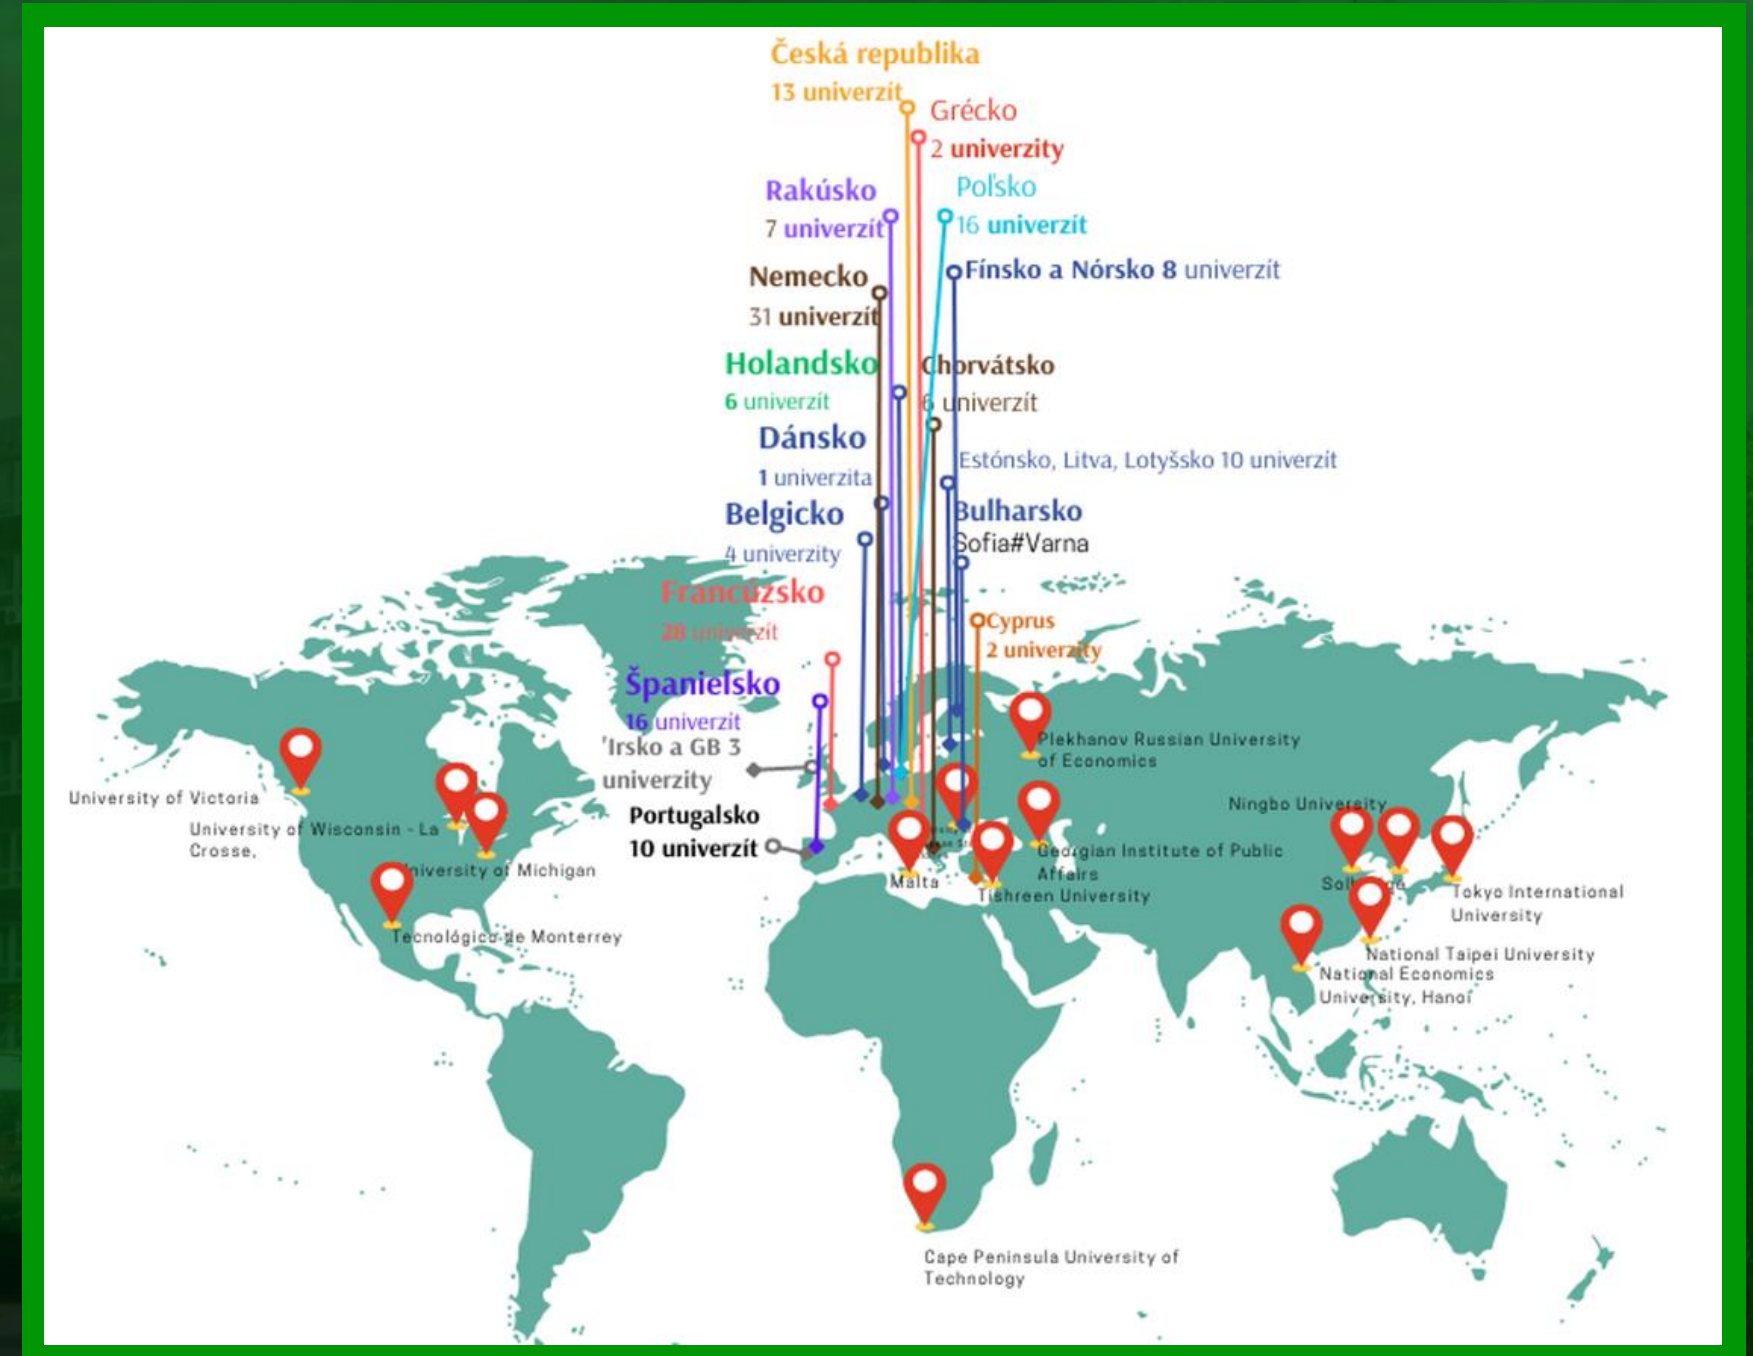 Česká republika
13 univerzít
Grécko
2 univerzity
Rakúsko
7 univerzít
Poľsko
16 univerzít
Fínsko a Nórsko 8 univerzít
Nemecko
31 univerzít
Holandsko
6 univerzít
Chorvátsko
6 univerzít
Dánsko
1 univerzita
Estónsko, Litva, Lotyšsko 10 univerzít
Belgicko
4 univerzity
Bulharsko
Sofia#Varna
Francúzsko
28 univerzít
Cyprus
2 univerzity
Španielsko
16 univerzít
'Irsko a GB 3
univerzity
Portugalsko
10 univerzít
Plekhanov Russian University
of Economics
University of Victoria
University of Wisconsin - La
Crosse,
University of Michigan
Tecnológico de Monterrey
Malta
Georgian Institute of Public
Affairs
Tishreen University
Ningbo University
Tokyo International
University
National Taipei University
National Economics
University, Hanoi
Cape Peninsula University of
Technology